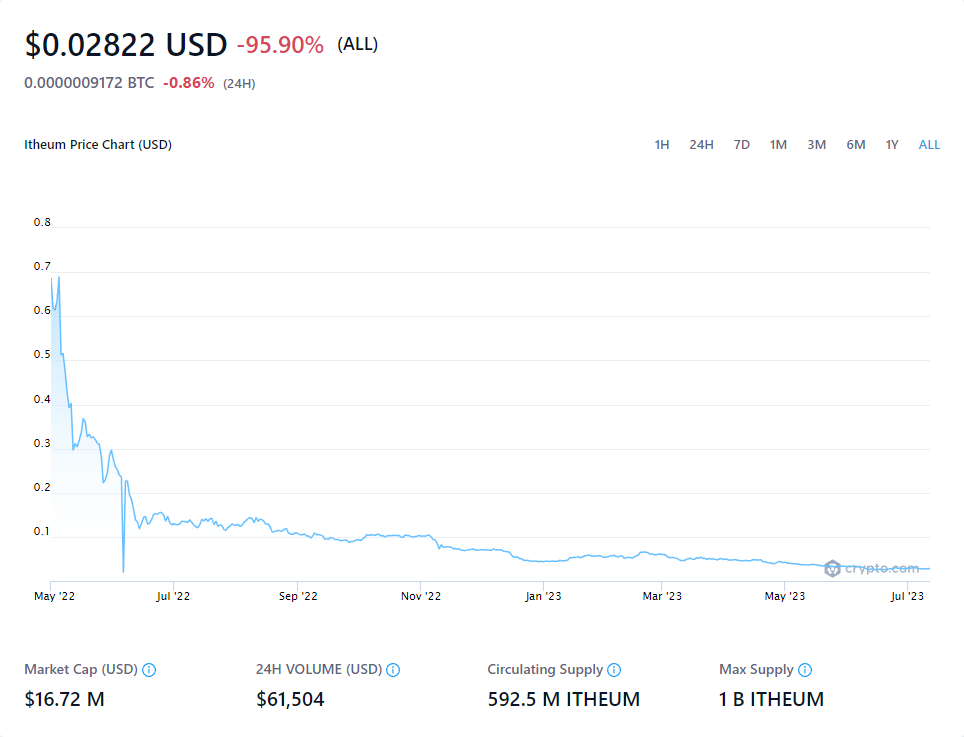 $0.02822 USD -95.90% (ALL)
0.0000009172 BTC -0.86% (24H)
Itheum Price Chart (USD) 1H 24H 7D 1M 3M 6M 1Y ALL
0.8
0.7
0.6
0.5
0.4
0.3
0.2
0.1
crypto.com
May '22 Jul '22 Sep '22 Nov '22 Jan '23 Mar '23 May '23 Jul '23
Market Cap (USD) 24H VOLUME (USD) Circulating Supply Max Supply
$16.72 M $61,504 592.5 M ITHEUM 1 B ITHEUM